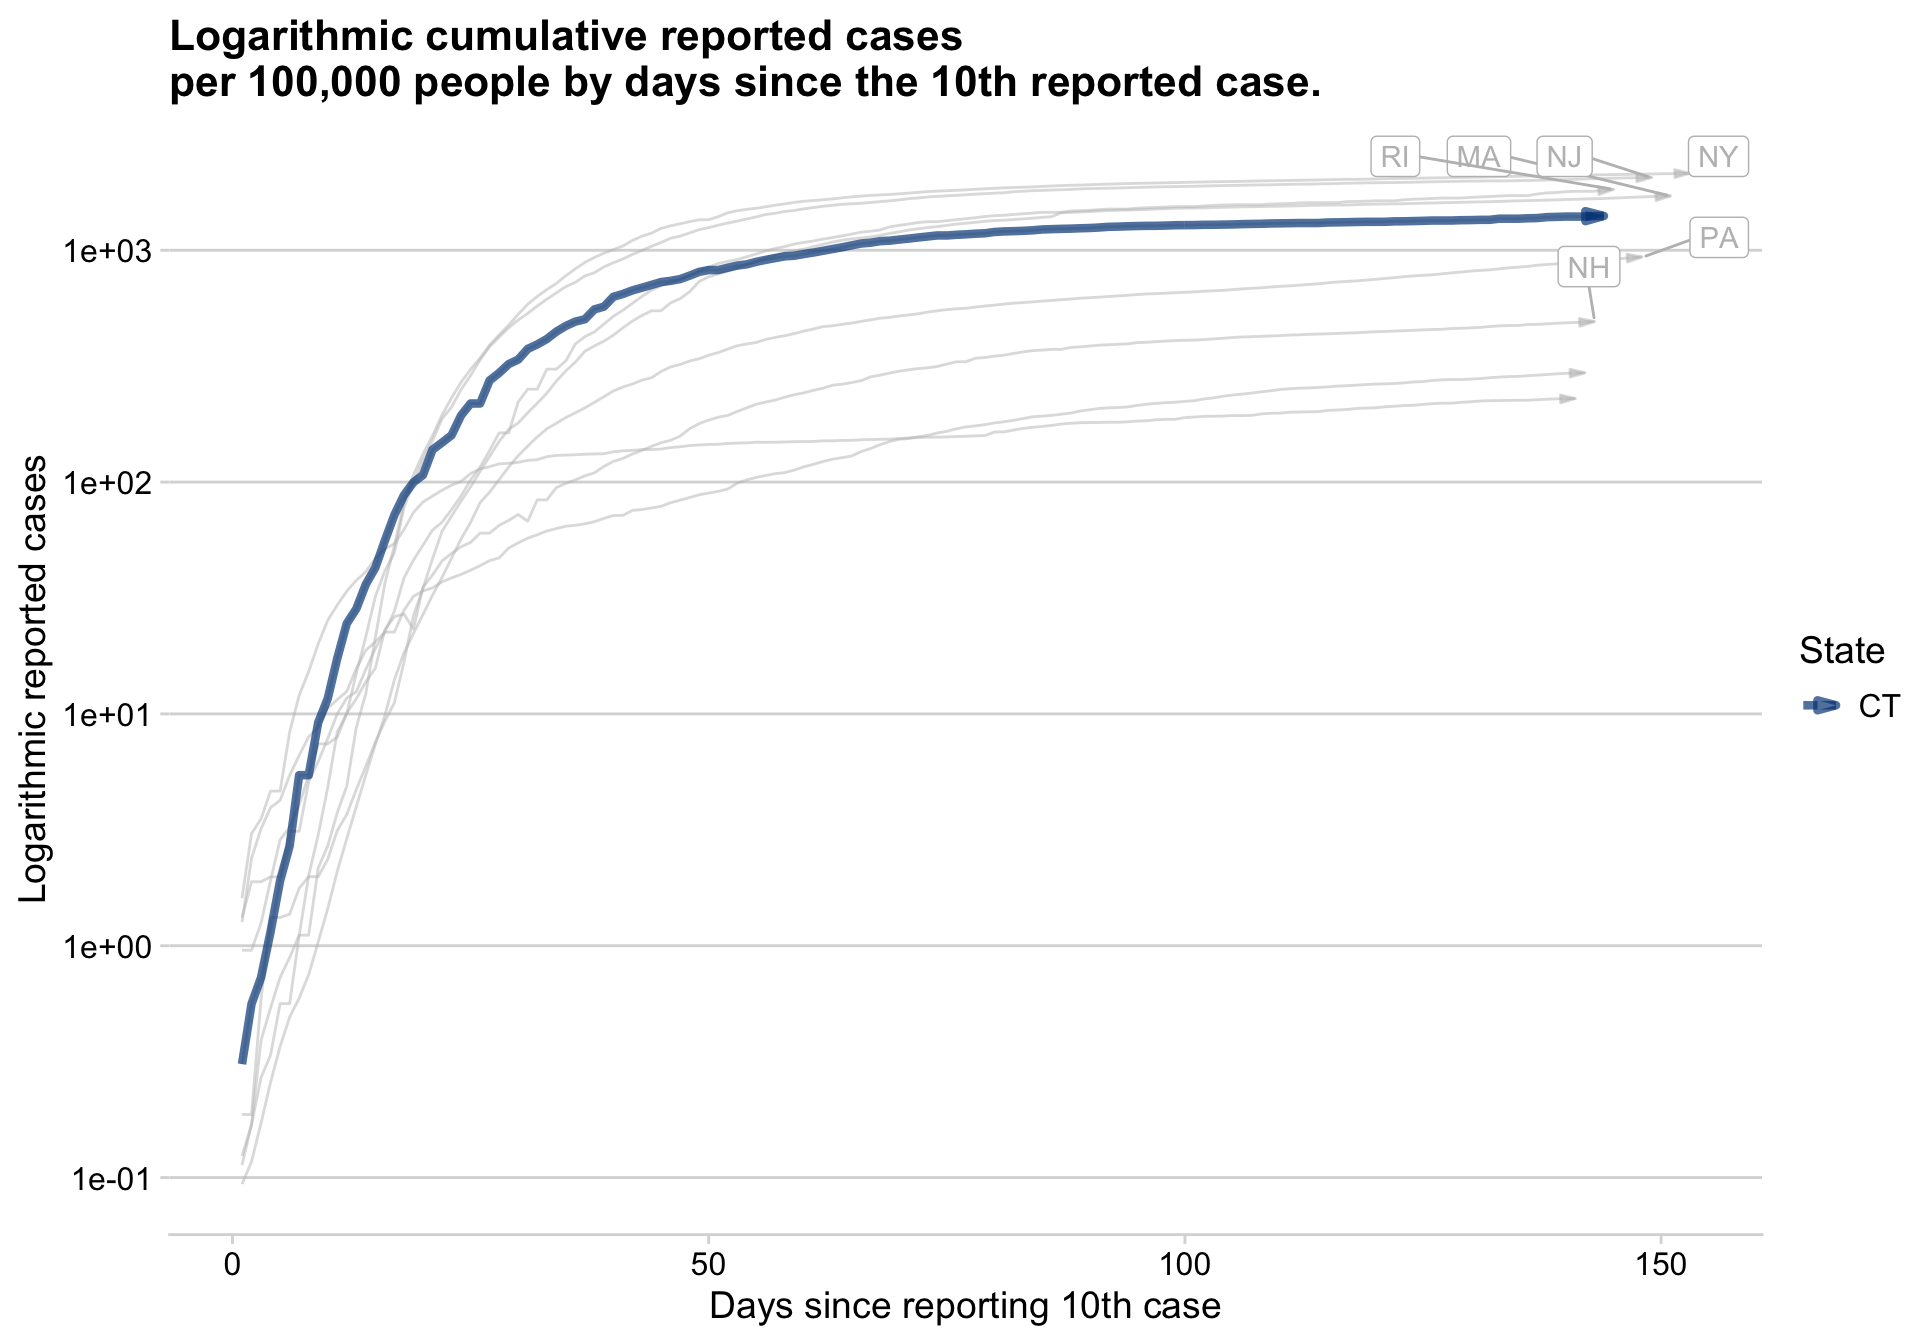 Logarithmic cumulative reported cases
per 100,000 people by days since the 10th reported case.
RI
MA
NJ
NY
PA
NH
1e+03
1e+02
1e+01
1e+00
1e-01
Logarithmic reported cases
0
50
100
150
Days since reporting 10th case
State
CT